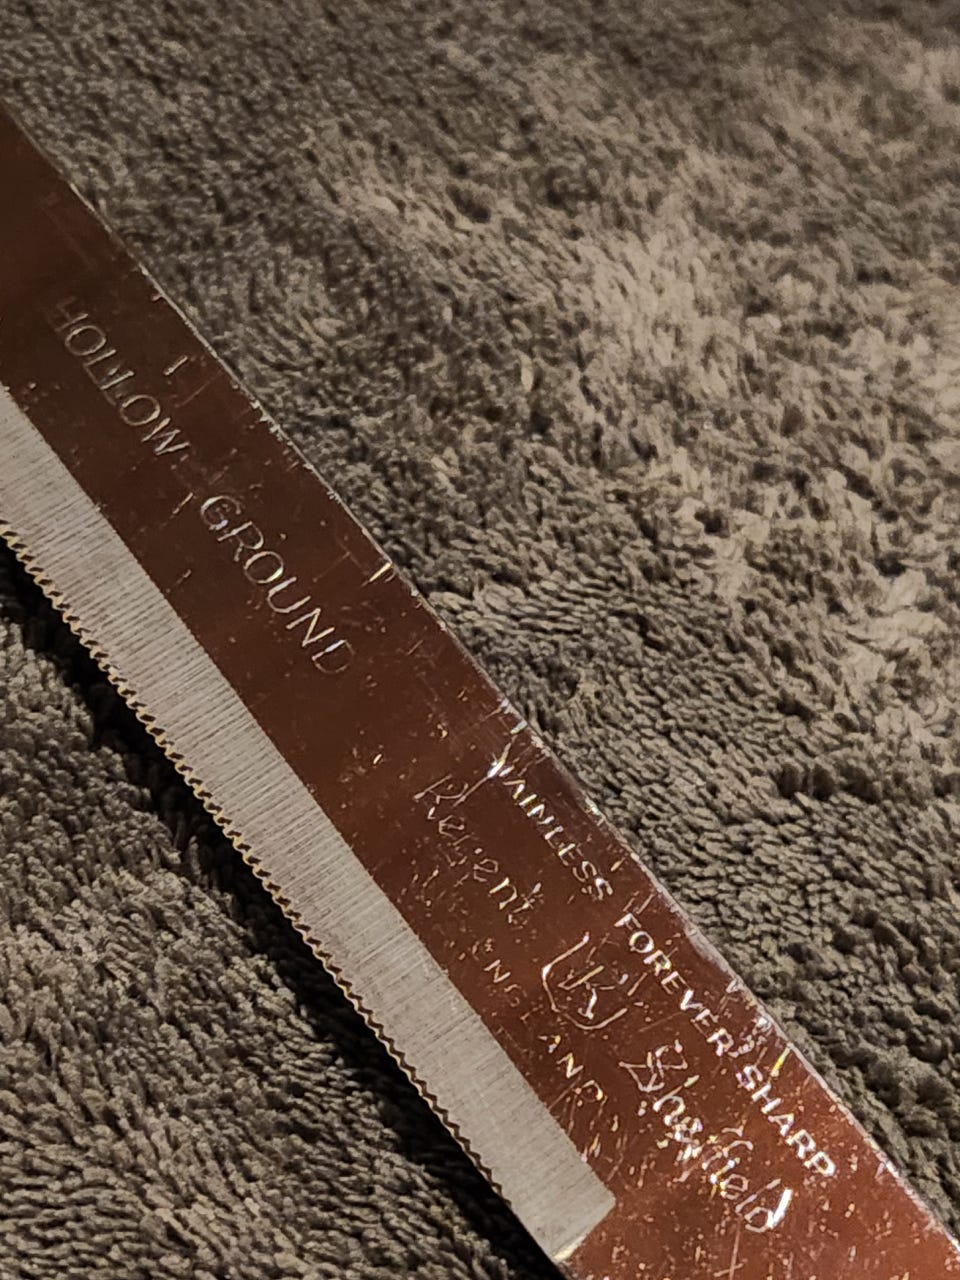 HOLLOW GROUND
STAINLESS FOREVER SHARP
Regent (K) Sheffield
ENGLAND